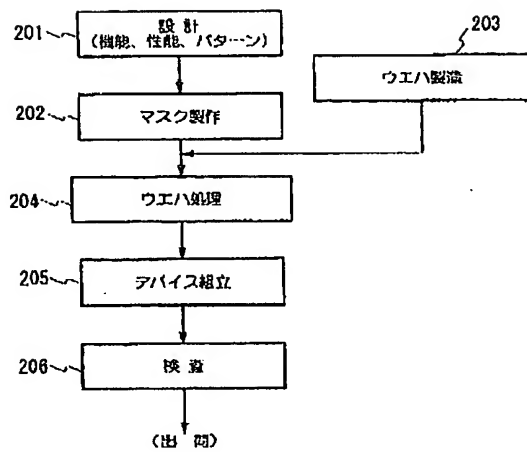 201
設計
(機能、性能、パターン)
203
ウエハ製造
202
マスク製作
204
ウエハ処理
205
デバイス組立
206
検査
(出荷)